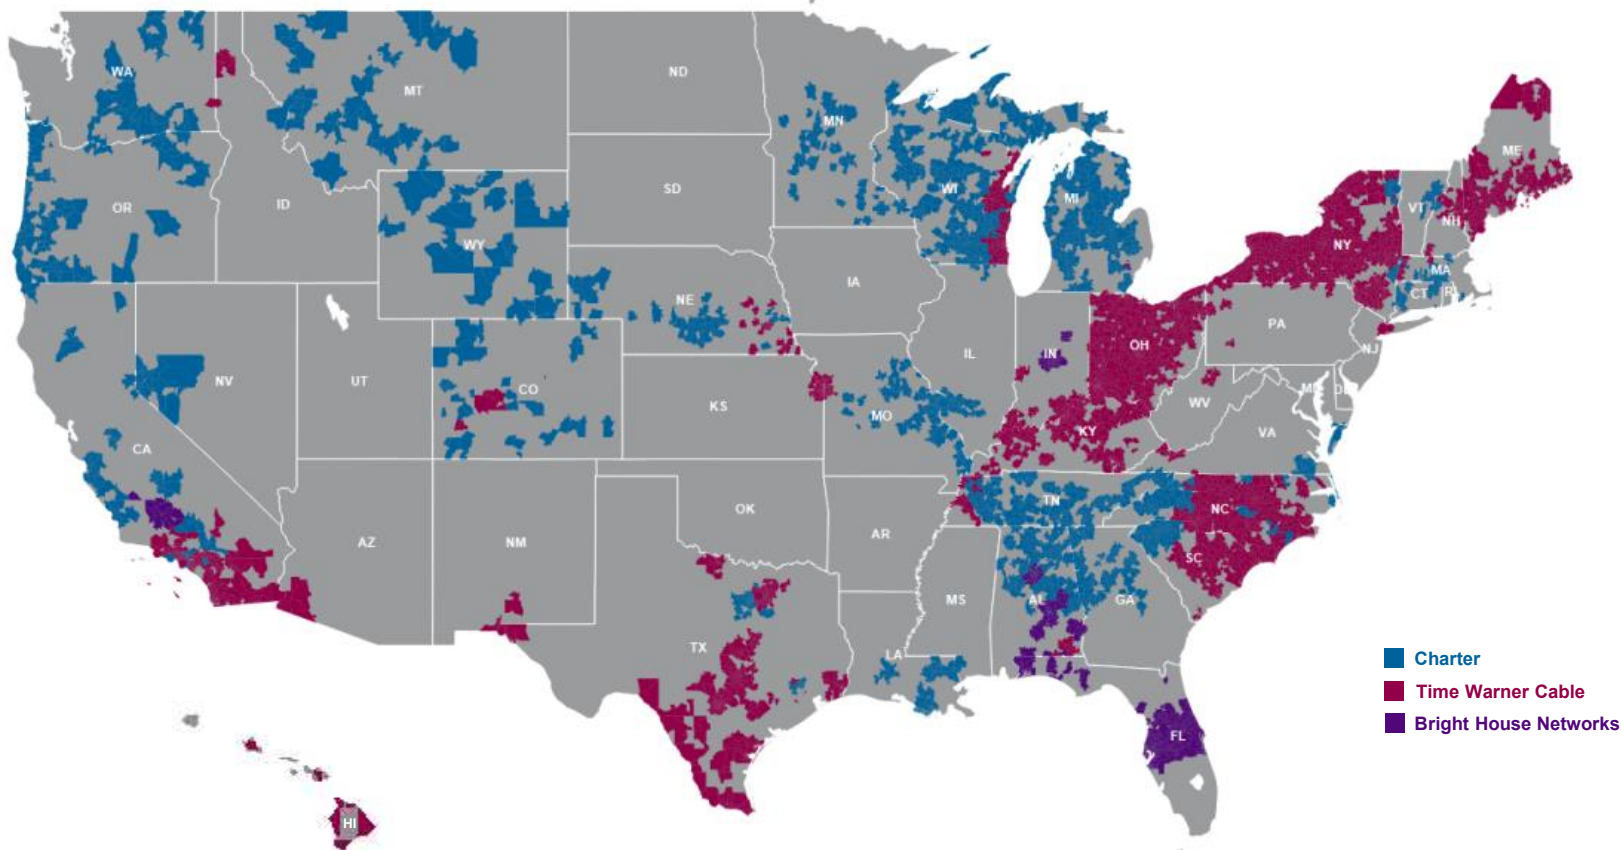 WA
MT
ND
MN
ME
OR
ID
SD
WI
MI
VT
NH
NY
WY
MA
CT
RI
IA
NE
PA
NV
UT
CO
IL
IN
OH
NJ
KS
MO
WV
MD
DE
CA
KY
VA
OK
TN
NC
AZ
NM
AR
SC
MS
AL
GA
TX
LA
Charter
Time Warner Cable
Bright House Networks
FL
HI